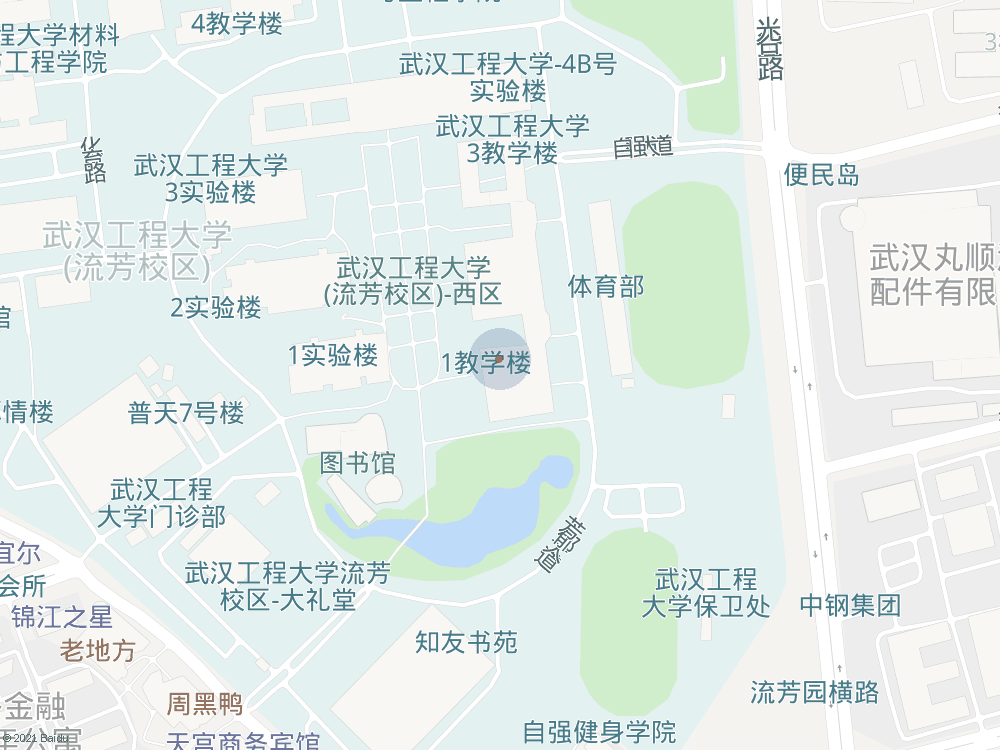 4教学楼
程大学材料
工程学院
武汉工程大学-4B号
实验楼
光谷
路
武汉工程大学
3教学楼
自强道
华育
路
武汉工程大学
3实验楼
便民岛
武汉工程大学
(流芳校区)
武汉工程大学
(流芳校区)-西区
体育部
武汉丸顺
配件有限
2实验楼
馆
1实验楼
1教学楼
情楼
普天7号楼
图书馆
武汉工程
大学门诊部
芳都
道
宜尔
会所
武汉工程大学流芳
校区-大礼堂
武汉工程
大学保卫处
中钢集团
锦江之星
老地方
知友书苑
周黑鸭
流芳园横路
金融
公寓
自强健身学院
天宫商务宾馆
© 2021 Baidu